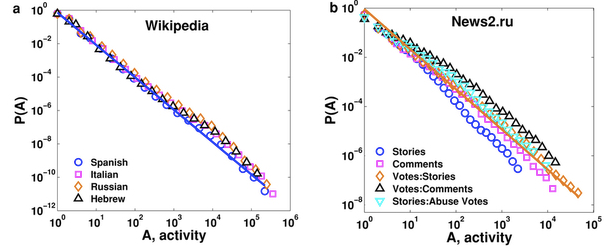 a
Wikipedia
P(A)
10^0
10^-2
10^-4
10^-6
10^-8
10^-10
10^-12
Spanish
Italian
Russian
Hebrew
10^0 10^1 10^2 10^3 10^4 10^5 10^6
A, activity
b
News2.ru
P(A)
10^0
10^-2
10^-4
10^-6
10^-8
Stories
Comments
Votes:Stories
Votes:Comments
Stories:Abuse Votes
10^0 10^1 10^2 10^3 10^4 10^5
A, activity